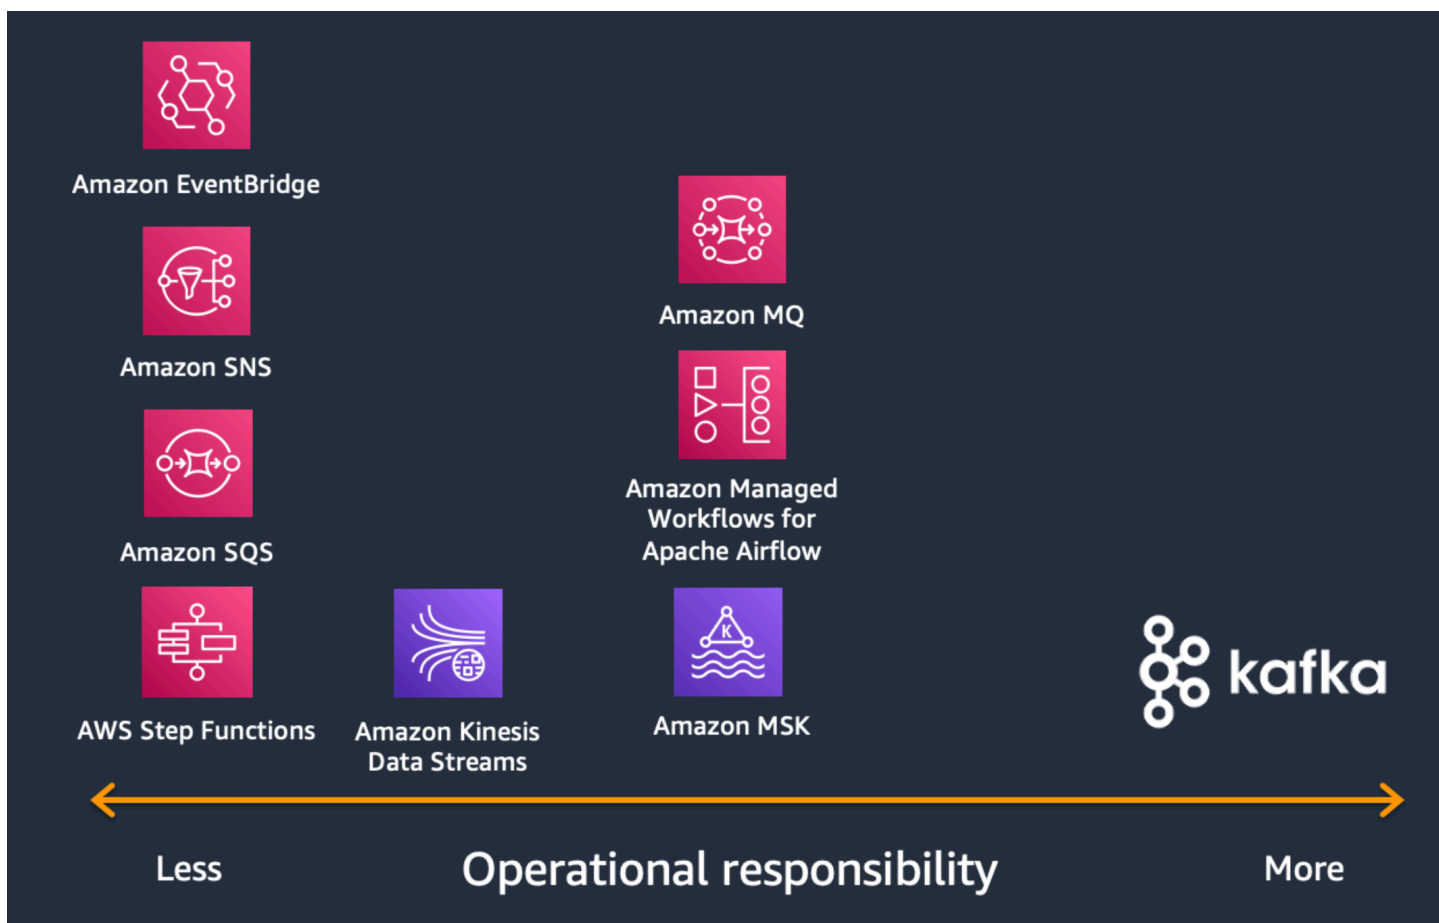 Amazon EventBridge
Amazon SNS
Amazon SQS
AWS Step Functions
Amazon Kinesis
Data Streams
Amazon MQ
Amazon Managed
Workflows for
Apache Airflow
K
Amazon MSK
kafka
Less
Operational responsibility
More